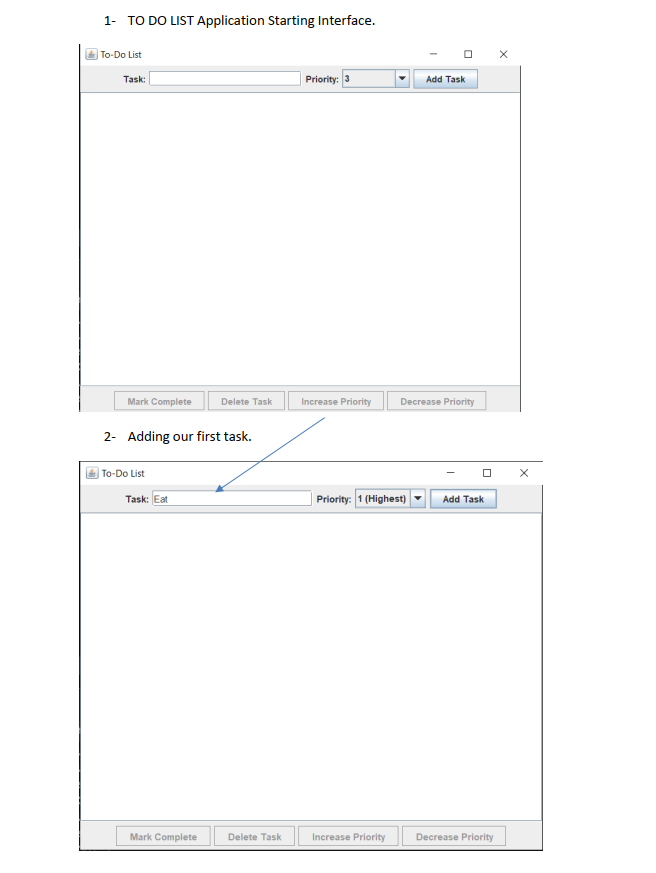 1- TO DO LIST Application Starting Interface.
To-Do List
Task: Priority: 3 Add Task
Mark Complete Delete Task Increase Priority Decrease Priority
2- Adding our first task.
To-Do List
Task: Eat Priority: 1 (Highest) Add Task
Mark Complete Delete Task Increase Priority Decrease Priority